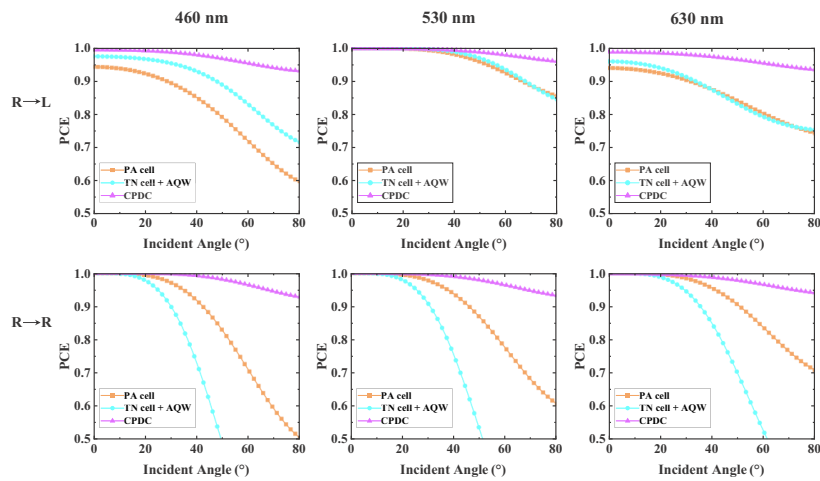 460 nm 530 nm 630 nm
R→L
PCE
1.0
0.9
0.8
0.7
0.6
0.5
PA cell
TN cell + AQW
CPDC
0 20 40 60 80
Incident Angle (°)
PCE
1.0
0.9
0.8
0.7
0.6
0.5
PA cell
TN cell + AQW
CPDC
0 20 40 60 80
Incident Angle (°)
PCE
1.0
0.9
0.8
0.7
0.6
0.5
PA cell
TN cell + AQW
CPDC
0 20 40 60 80
Incident Angle (°)
R→R
PCE
1.0
0.9
0.8
0.7
0.6
0.5
PA cell
TN cell + AQW
CPDC
0 20 40 60 80
Incident Angle (°)
PCE
1.0
0.9
0.8
0.7
0.6
0.5
PA cell
TN cell + AQW
CPDC
0 20 40 60 80
Incident Angle (°)
PCE
1.0
0.9
0.8
0.7
0.6
0.5
PA cell
TN cell + AQW
CPDC
0 20 40 60 80
Incident Angle (°)